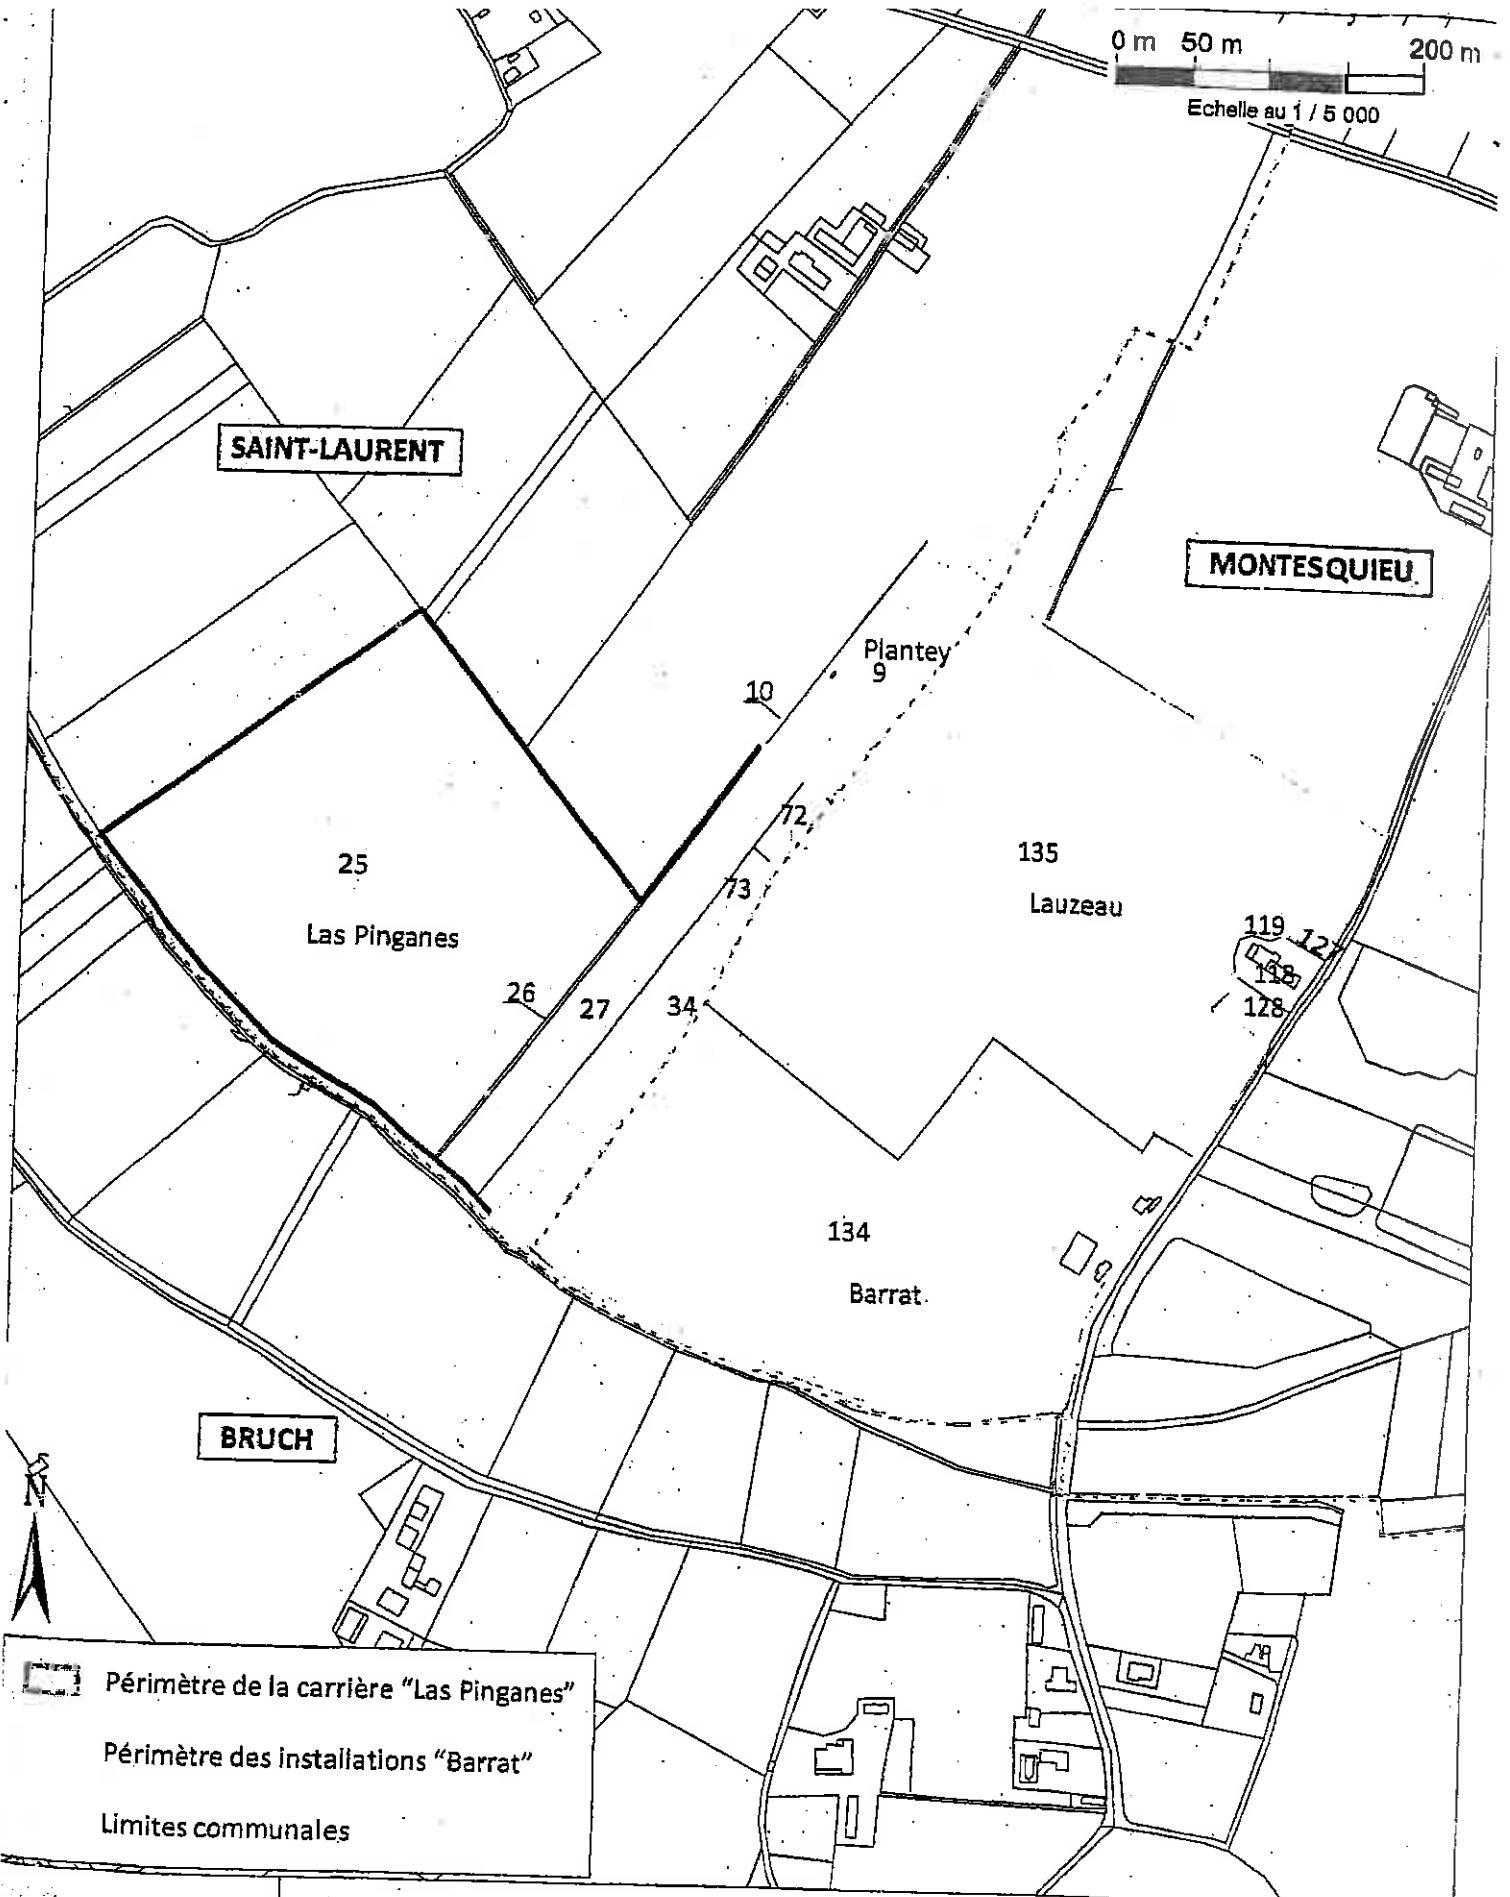 0 m 50 m 200 m
Echelle au 1 / 5 000
SAINT-LAURENT
MONTESQUIEU
Plantey
9
10
72
25
135
73
Lauzeau
Las Pinganes
119 127
118
26
27
34
128
134
Barrat
BRUCH
N
Périmètre de la carrière "Las Pinganes"
Périmètre des installations "Barrat"
Limites communales